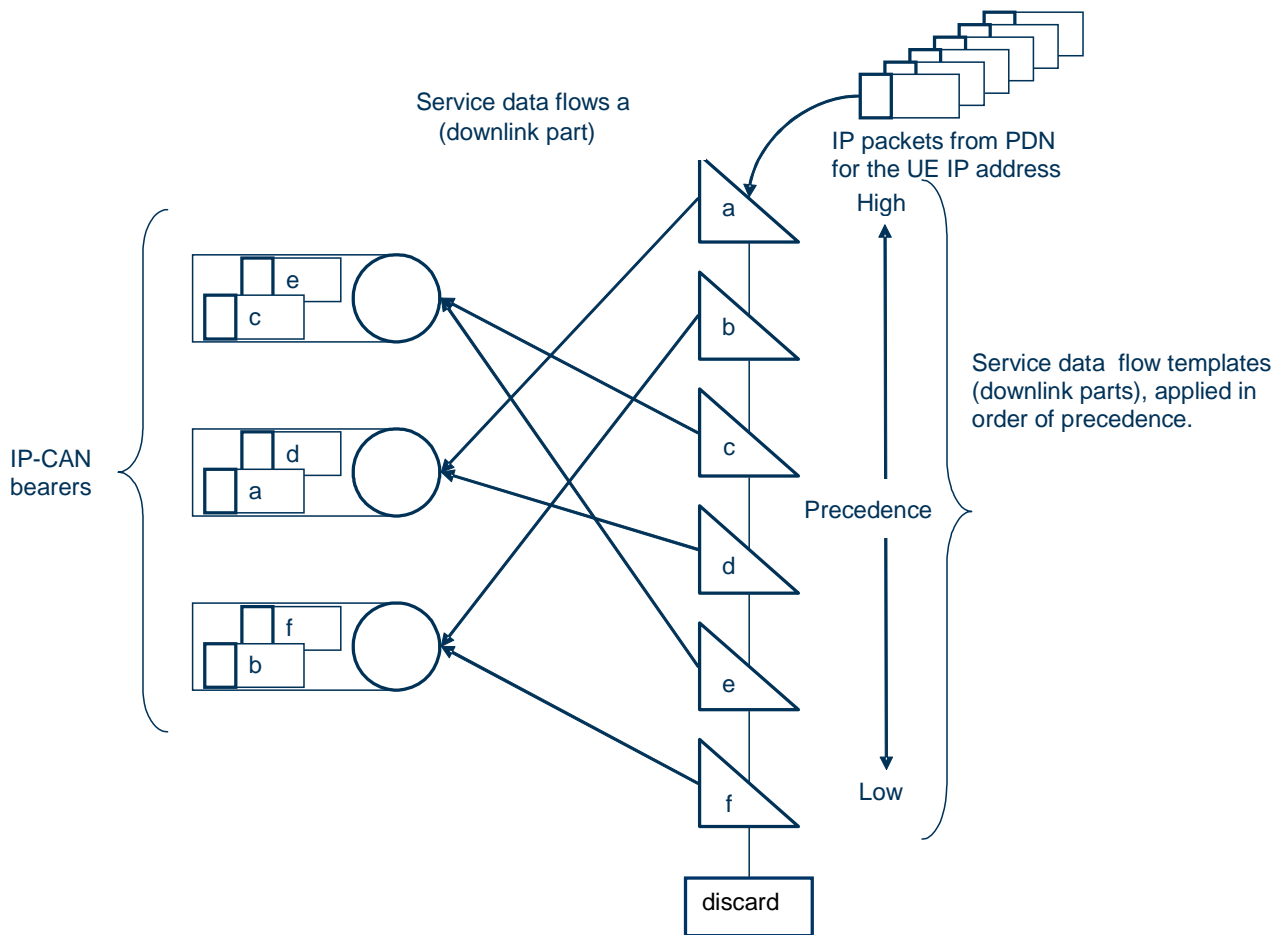 Service data flows a
(downlink part)
IP packets from PDN
for the UE IP address
a
High
e
c
b
Service data flow templates
(downlink parts), applied in
order of precedence.
c
IP-CAN
bearers
d
a
Precedence
d
f
b
e
Low
f
discard